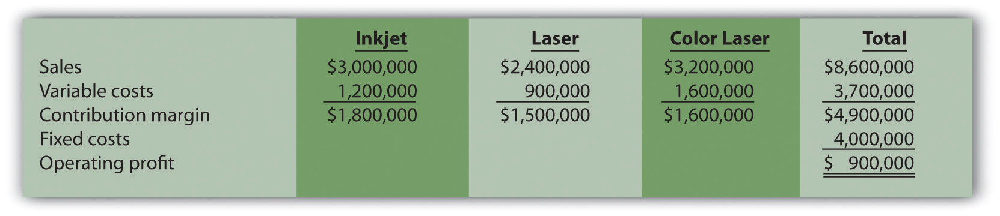 Inkjet Laser Color Laser Total
Sales $3,000,000 $2,400,000 $3,200,000 $8,600,000
Variable costs 1,200,000 900,000 1,600,000 3,700,000
Contribution margin $1,800,000 $1,500,000 $1,600,000 $4,900,000
Fixed costs 4,000,000
Operating profit $ 900,000